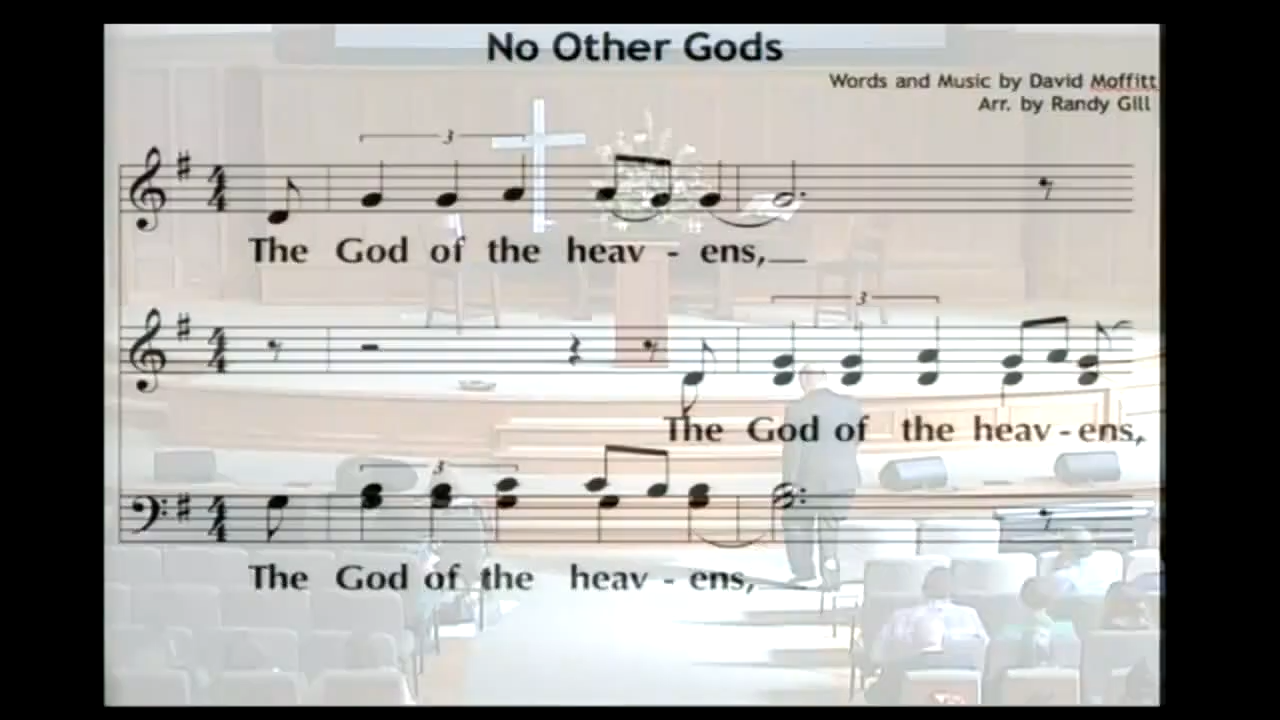 No Other Gods
Words and Music by David Moffitt
Arr. by Randy Gill
3
The God of the heav - ens,
3
The God of the heav - ens,
3
The God of the heav - ens,